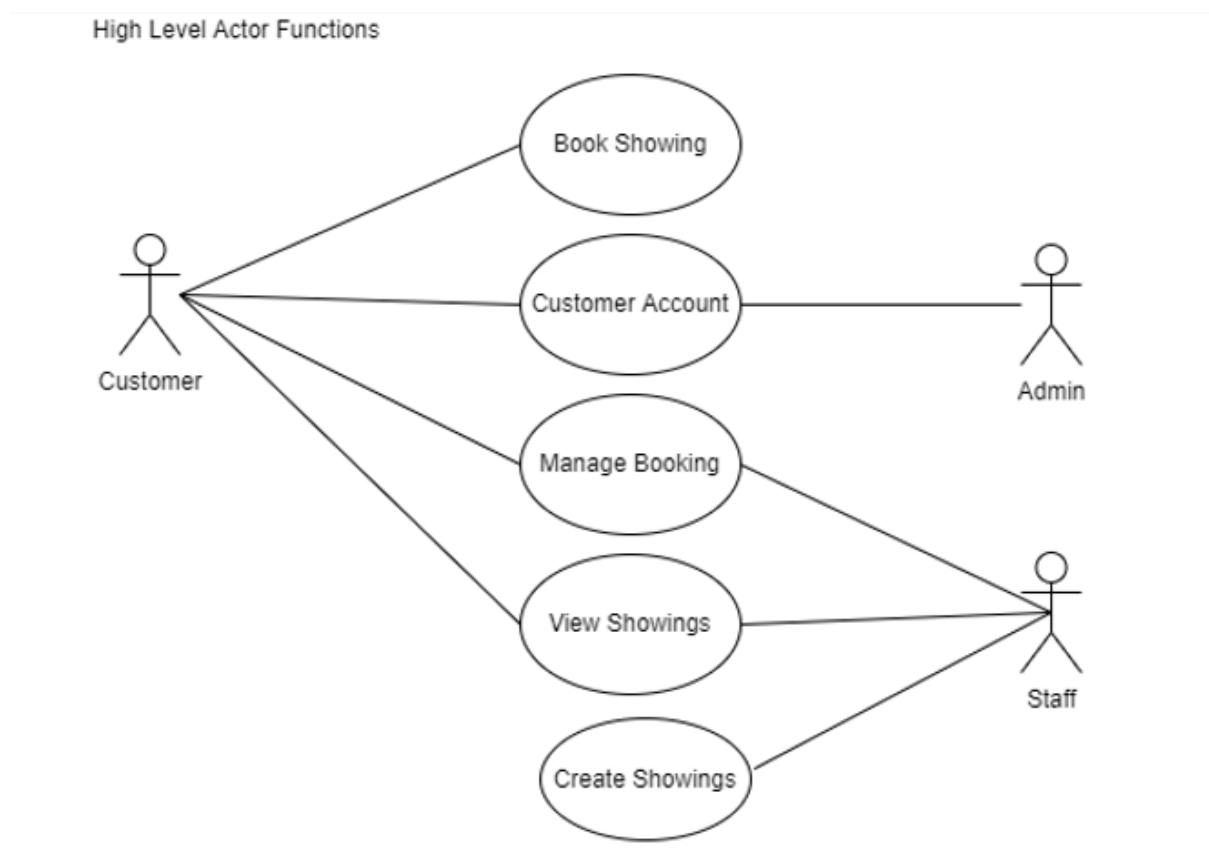 High Level Actor Functions
Book Showing
Customer Account
Customer
Admin
Manage Booking
View Showings
Staff
Create Showings